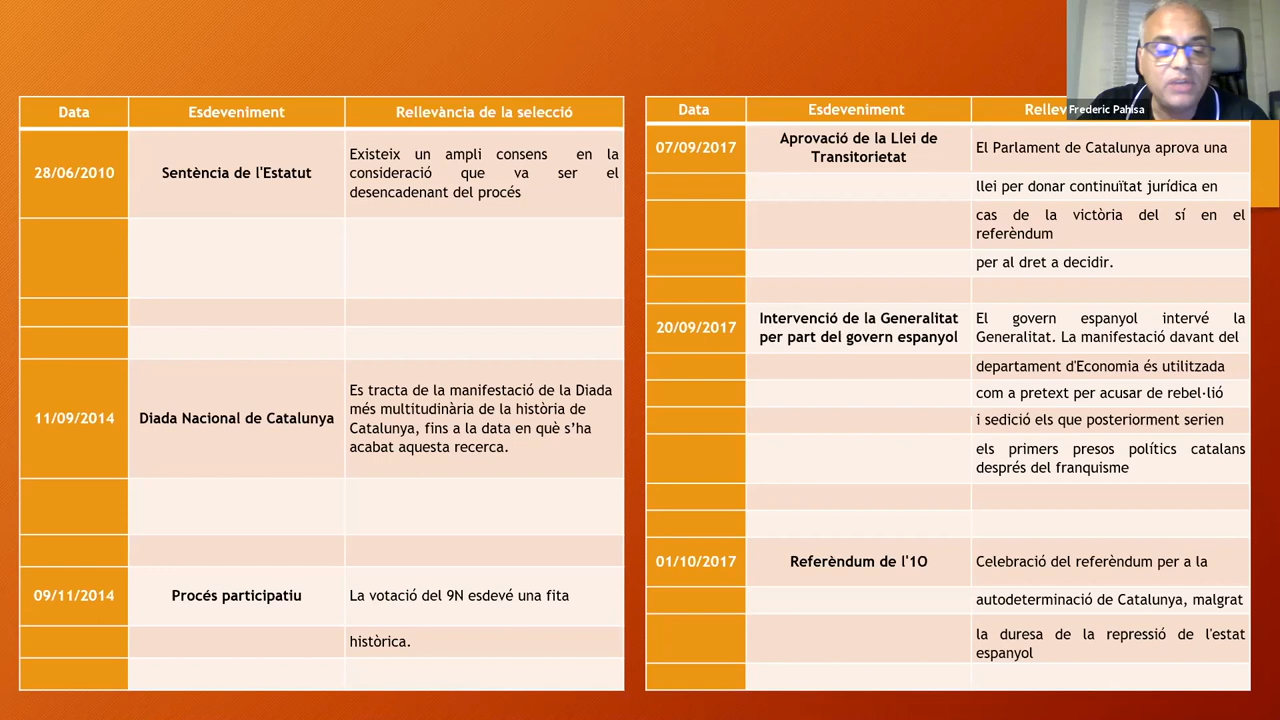 Data Esdeveniment Rellevància de la selecció
28/06/2010 Sentència de l'Estatut
Existeix un ampli consens en la
consideració que va ser el
desencadenant del procés
11/09/2014 Diada Nacional de Catalunya
Es tracta de la manifestació de la Diada
més multitudinària de la història de
Catalunya, fins a la data en què s’ha
acabat aquesta recerca.
09/11/2014 Procés participatiu La votació del 9N esdevé una fita
històrica.
Data Esdeveniment
Frederic Pahisa
07/09/2017
Aprovació de la Llei de
Transitorietat
El Parlament de Catalunya aprova una
llei per donar continuïtat jurídica en
cas de la victòria del sí en el
referèndum
per al dret a decidir.
20/09/2017
Intervenció de la Generalitat
per part del govern espanyol
El govern espanyol intervé la
Generalitat. La manifestació davant del
departament d'Economia és utilitzada
com a pretext per acusar de rebel·lió
i sedició els que posteriorment serien
els primers presos polítics catalans
després del franquisme
01/10/2017 Referèndum de l'1O Celebració del referèndum per a la
autodeterminació de Catalunya, malgrat
la duresa de la repressió de l'estat
espanyol